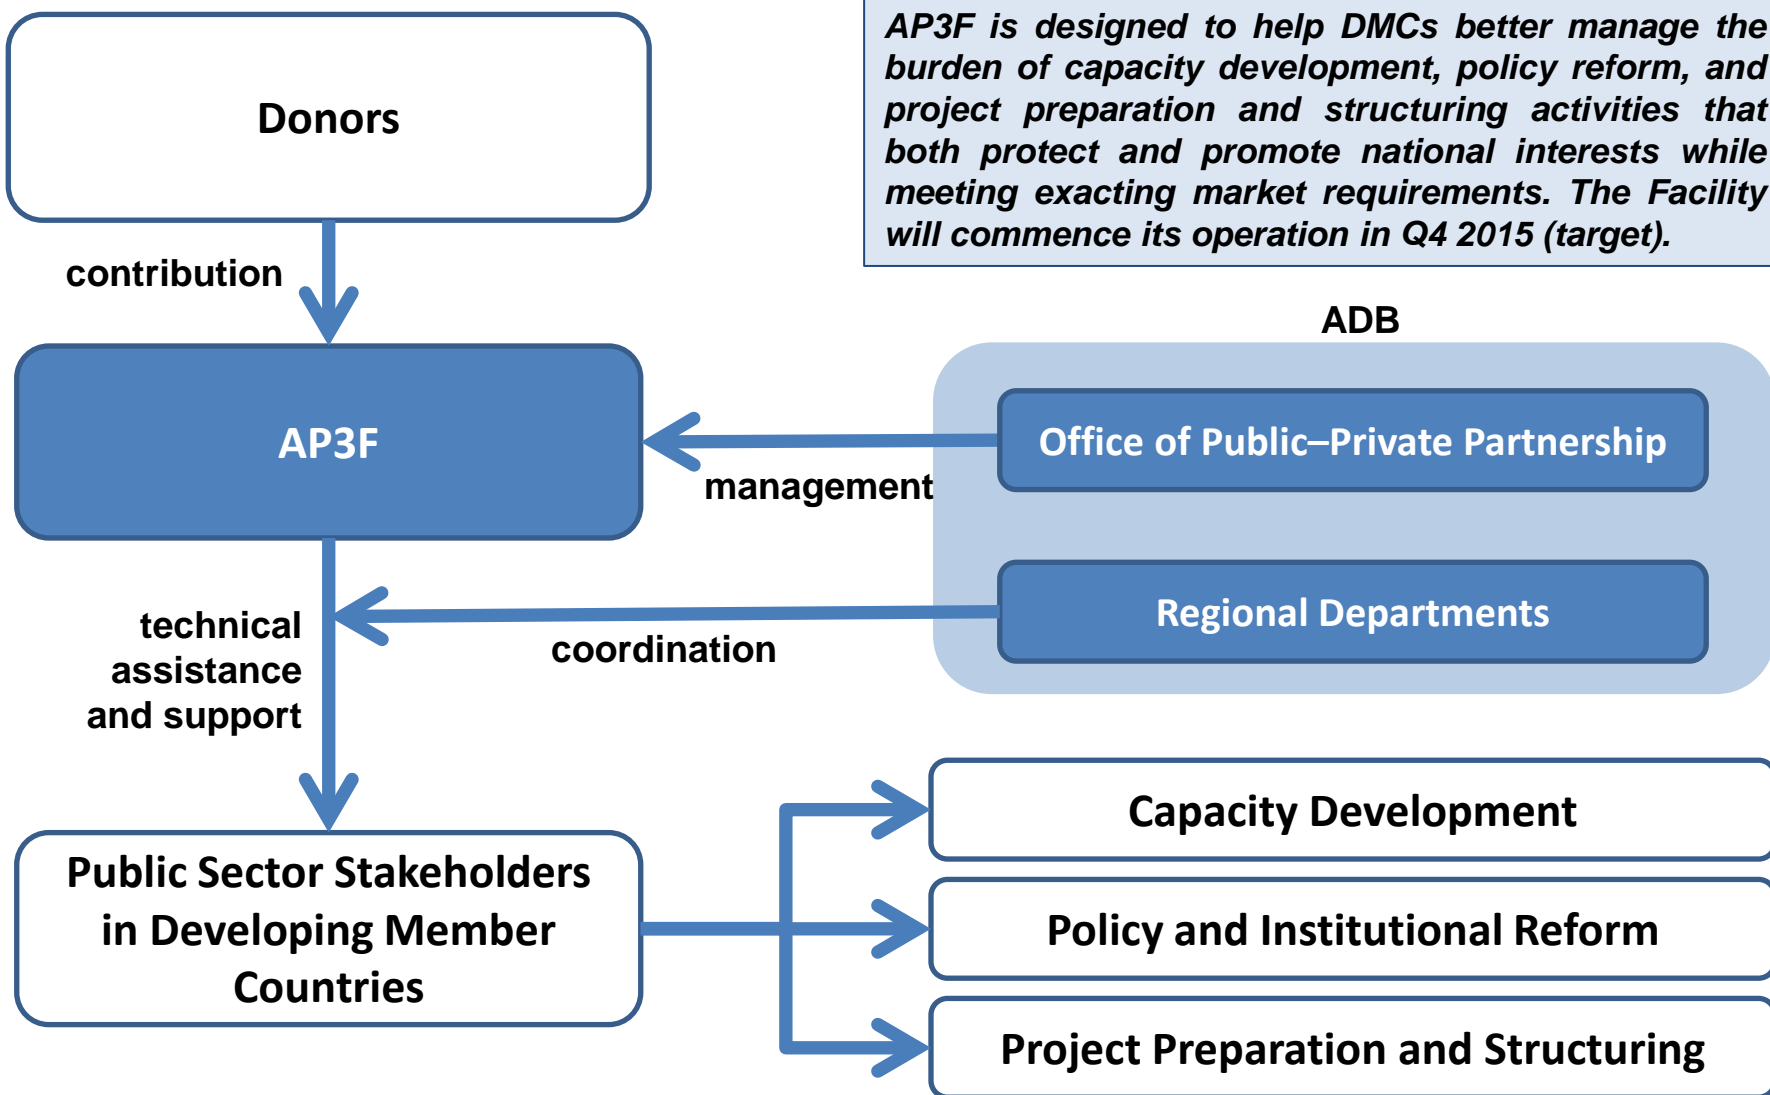 AP3F is designed to help DMCs better manage the
burden of capacity development, policy reform, and
project preparation and structuring activities that
both protect and promote national interests while
meeting exacting market requirements. The Facility
will commence its operation in Q4 2015 (target).
Donors
contribution
ADB
AP3F
Office of Public–Private Partnership
management
Regional Departments
technical
assistance
and support
coordination
Public Sector Stakeholders
in Developing Member
Countries
Capacity Development
Policy and Institutional Reform
Project Preparation and Structuring